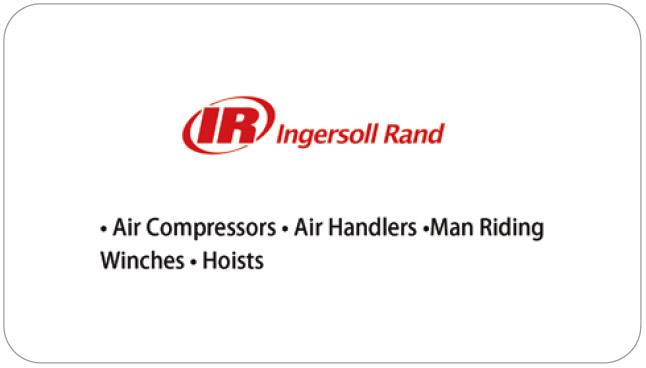 IR Ingersoll Rand
• Air Compressors • Air Handlers •Man Riding
Winches • Hoists